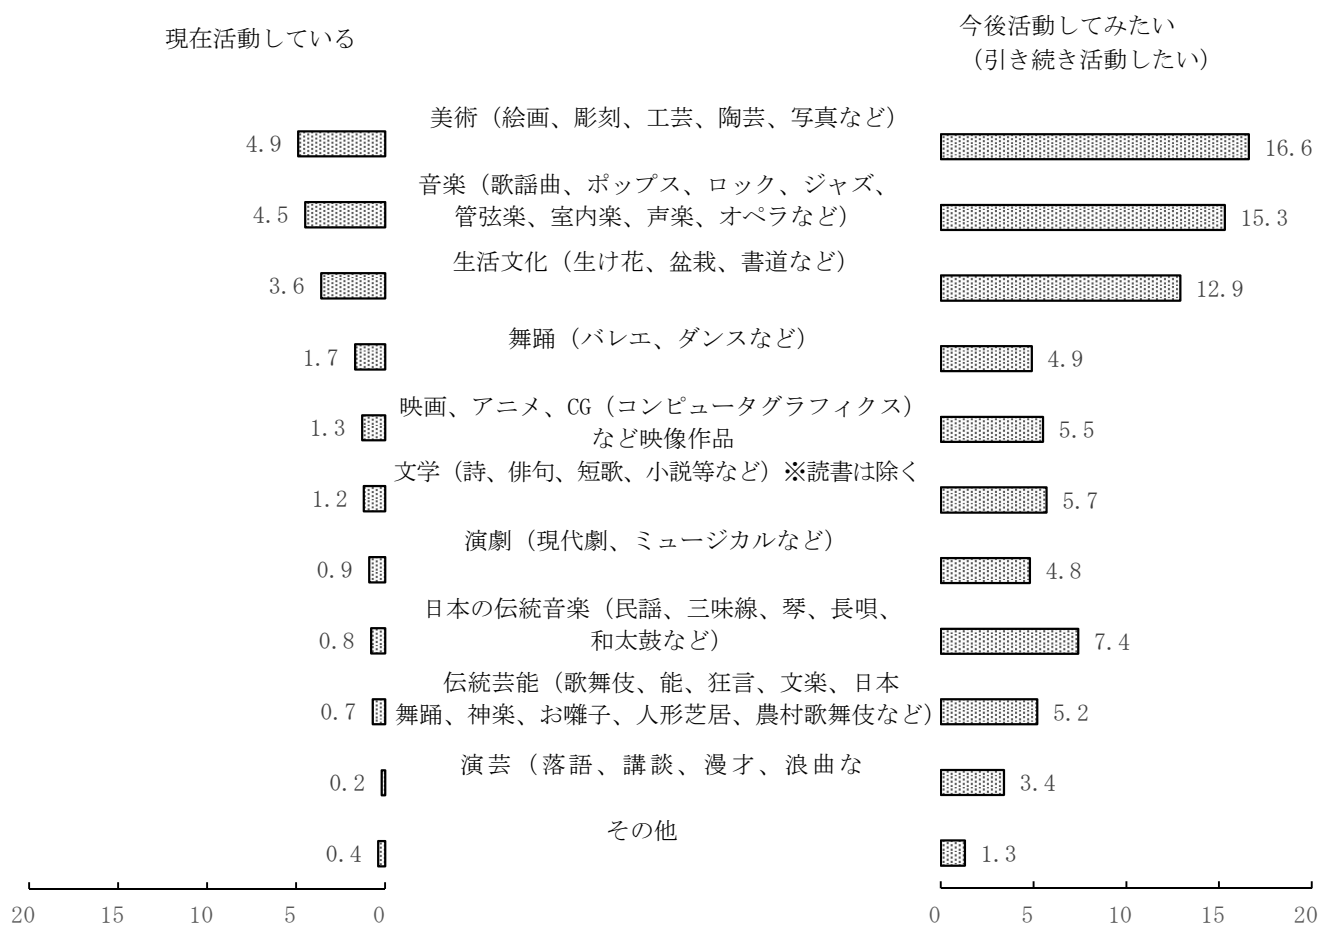 現在活動している
今後活動してみたい
（引き続き活動したい）
美術（絵画、彫刻、工芸、陶芸、写真など）
4.9
16.6
音楽（歌謡曲、ポップス、ロック、ジャズ、
管弦楽、室内楽、声楽、オペラなど）
4.5
15.3
生活文化（生け花、盆栽、書道など）
3.6
12.9
舞踊（バレエ、ダンスなど）
1.7
4.9
映画、アニメ、CG（コンピュータグラフィクス）
など映像作品
1.3
5.5
文学（詩、俳句、短歌、小説等など）※読書は除く
1.2
5.7
演劇（現代劇、ミュージカルなど）
0.9
4.8
日本の伝統音楽（民謡、三味線、琴、長唄、
和太鼓など）
0.8
7.4
伝統芸能（歌舞伎、能、狂言、文楽、日本
舞踊、神楽、お囃子、人形芝居、農村歌舞伎など）
0.7
5.2
演芸（落語、講談、漫才、浪曲な
0.2
3.4
その他
0.4
1.3
20 15 10 5 0
0 5 10 15 20